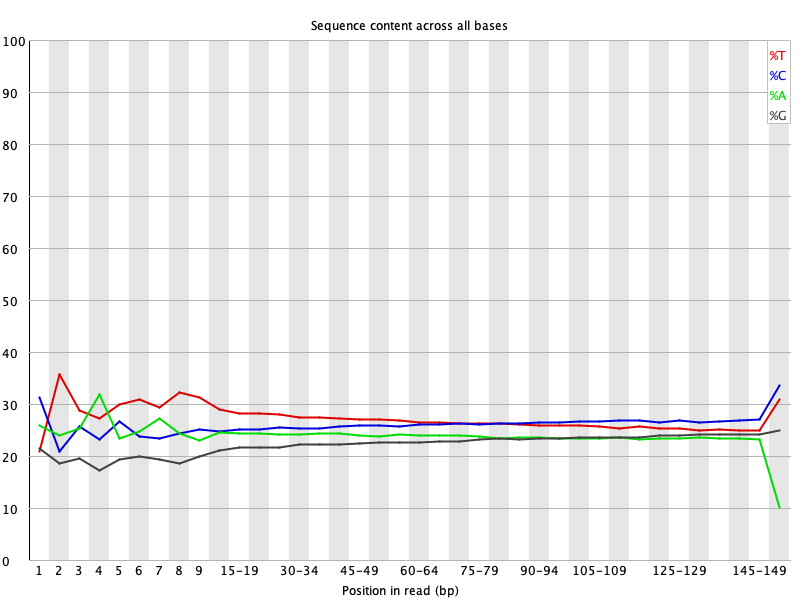 Sequence content across all bases
100
90
80
70
60
50
40
30
20
10
0
%T
%C
%A
%G
1 2 3 4 5 6 7 8 9 15-19 30-34 45-49 60-64 75-79 90-94 105-109 125-129 145-149
Position in read (bp)